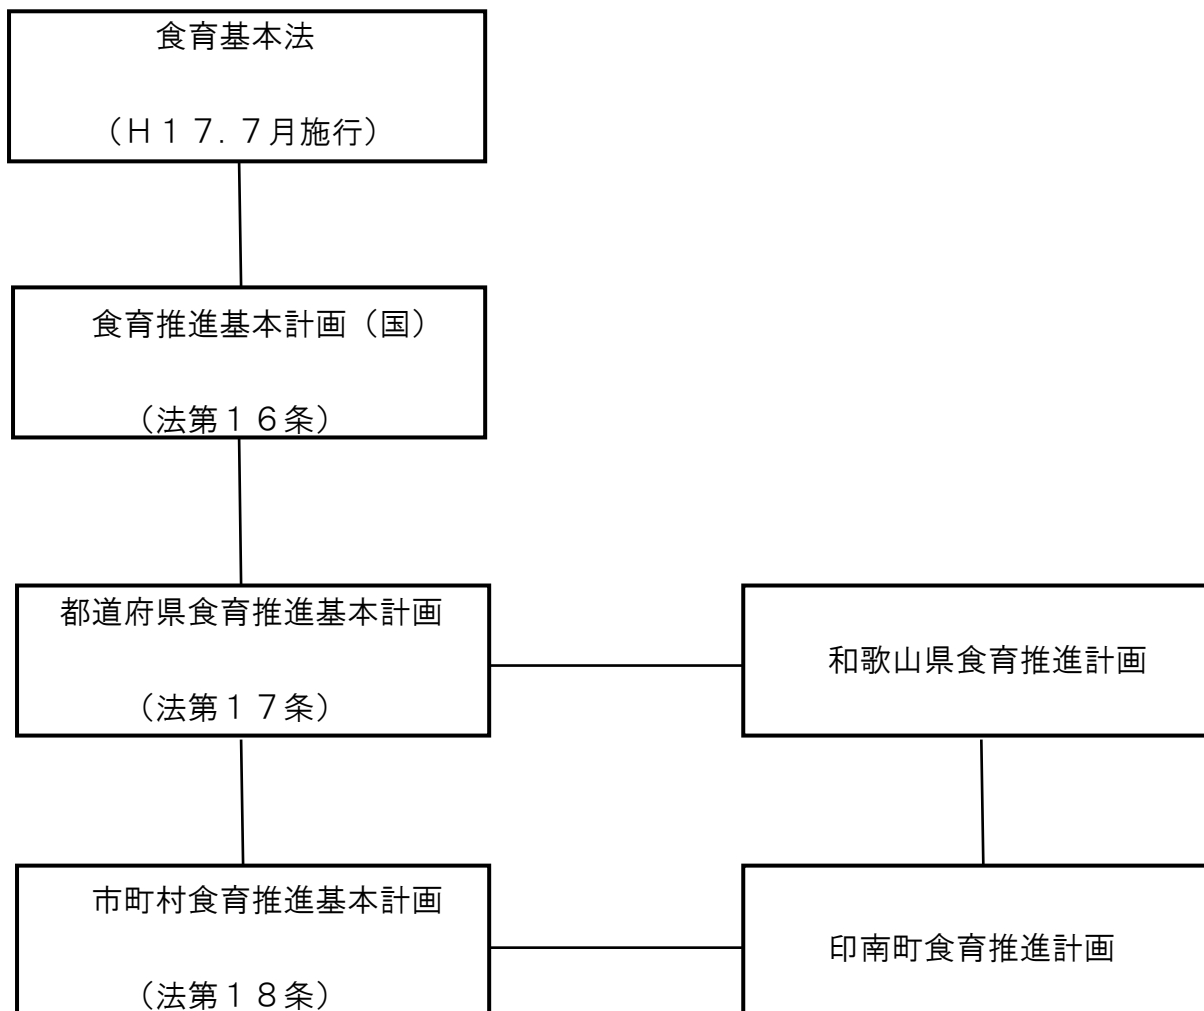 食育基本法
（Ｈ１７．７月施行）
食育推進基本計画（国）
（法第１６条）
都道府県食育推進基本計画
（法第１７条）
和歌山県食育推進計画
市町村食育推進基本計画
（法第１８条）
印南町食育推進計画